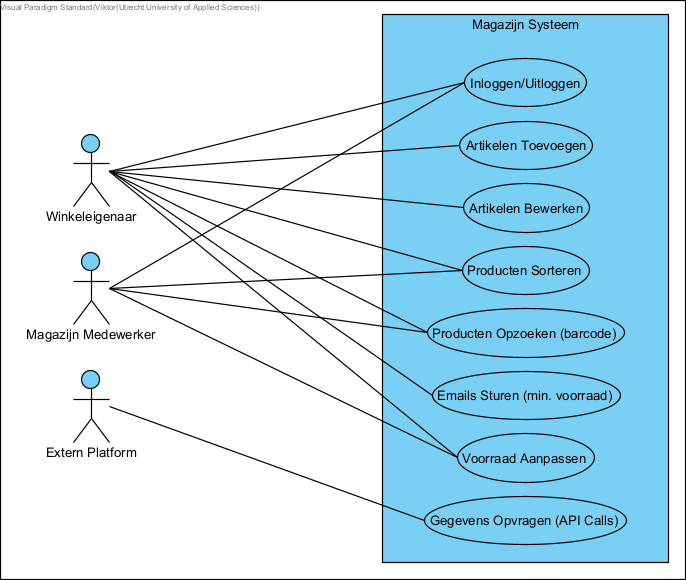 Visual Paradigm Standard(Viktor(Utrecht University of Applied Sciences))
Magazijn Systeem
Inloggen/Uitloggen
Artikelen Toevoegen
Winkeleigenaar
Artikelen Bewerken
Producten Sorteren
Magazijn Medewerker
Producten Opzoeken (barcode)
Emails Sturen (min. voorraad)
Extern Platform
Voorraad Aanpassen
Gegevens Opvragen (API Calls)